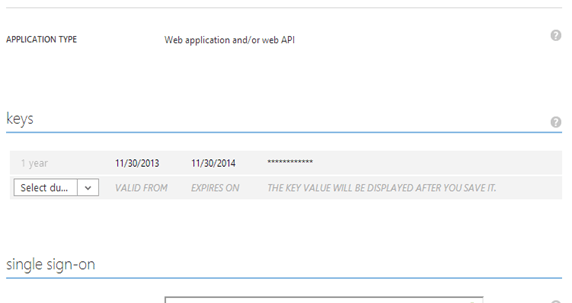 APPLICATION TYPE Web application and/or web API ?
keys ?
1 year 11/30/2013 11/30/2014 ************
Select du... VALID FROM EXPIRES ON THE KEY VALUE WILL BE DISPLAYED AFTER YOU SAVE IT.
single sign-on